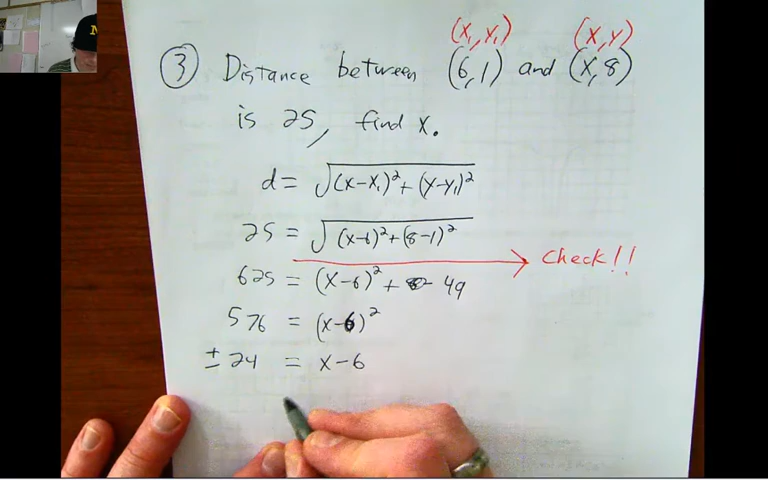 (x₁,y₁) (x,y)
③ Distance between (6,1) and (x,8)
is 25, find x.
d = √(x-x₁)²+(y-y₁)²
25 = √(x-6)²+(8-1)²
Check!!
625 = (x-6)² + 49
576 = (x-6)²
± 24 = x-6